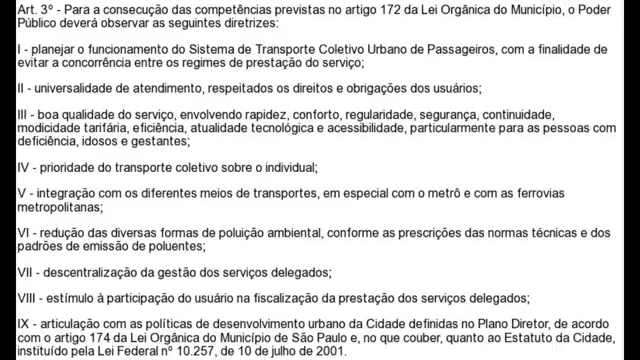 Art. 3º - Para a consecução das competências previstas no artigo 172 da Lei Orgânica do Município, o Poder
Público deverá observar as seguintes diretrizes:
I - planejar o funcionamento do Sistema de Transporte Coletivo Urbano de Passageiros, com a finalidade de
evitar a concorrência entre os regimes de prestação do serviço;
II - universalidade de atendimento, respeitados os direitos e obrigações dos usuários;
III - boa qualidade do serviço, envolvendo rapidez, conforto, regularidade, segurança, continuidade,
modicidade tarifária, eficiência, atualidade tecnológica e acessibilidade, particularmente para as pessoas com
deficiência, idosos e gestantes;
IV - prioridade do transporte coletivo sobre o individual;
V - integração com os diferentes meios de transportes, em especial com o metrô e com as ferrovias
metropolitanas;
VI - redução das diversas formas de poluição ambiental, conforme as prescrições das normas técnicas e dos
padrões de emissão de poluentes;
VII - descentralização da gestão dos serviços delegados;
VIII - estímulo à participação do usuário na fiscalização da prestação dos serviços delegados;
IX - articulação com as políticas de desenvolvimento urbano da Cidade definidas no Plano Diretor, de acordo
com o artigo 174 da Lei Orgânica do Município de São Paulo e, no que couber, quanto ao Estatuto da Cidade,
instituído pela Lei Federal nº 10.257, de 10 de julho de 2001.